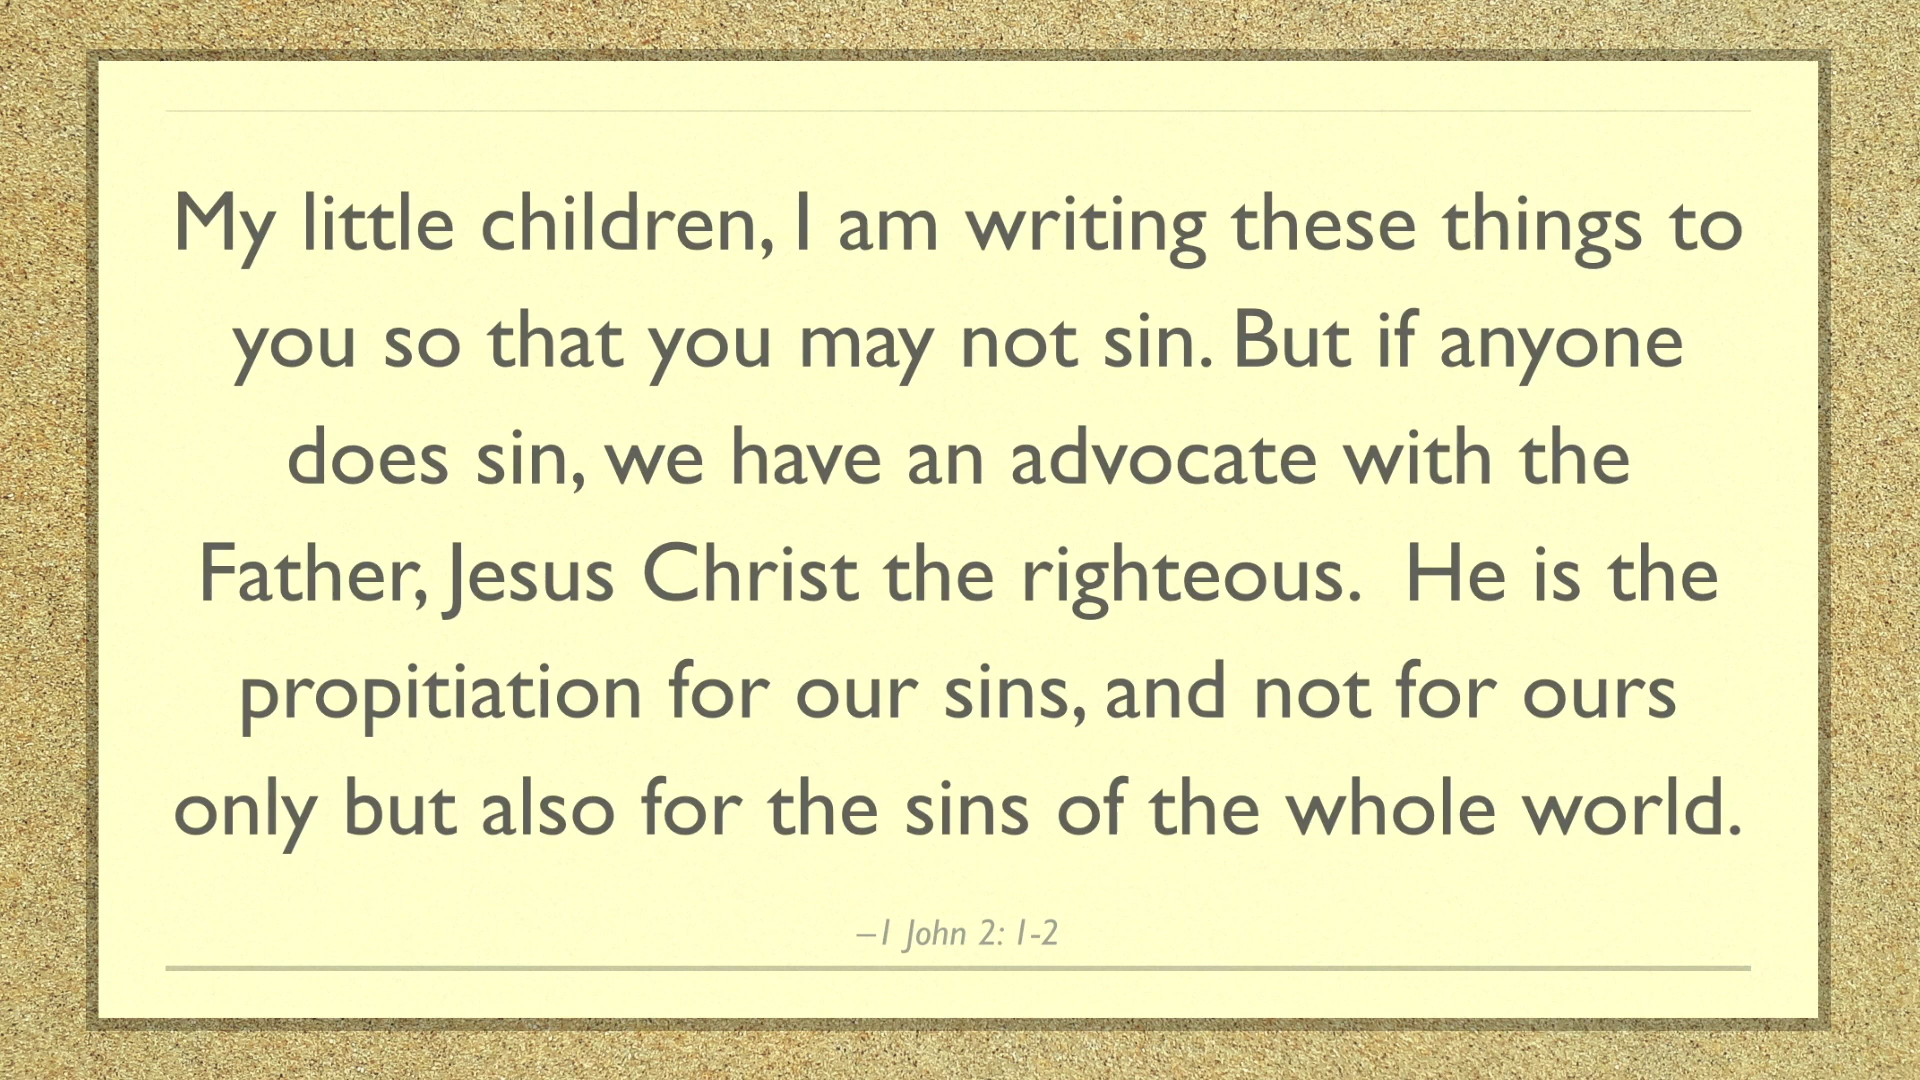 My little children, I am writing these things to
you so that you may not sin. But if anyone
does sin, we have an advocate with the
Father, Jesus Christ the righteous.  He is the
propitiation for our sins, and not for ours
only but also for the sins of the whole world.
–1 John 2: 1-2